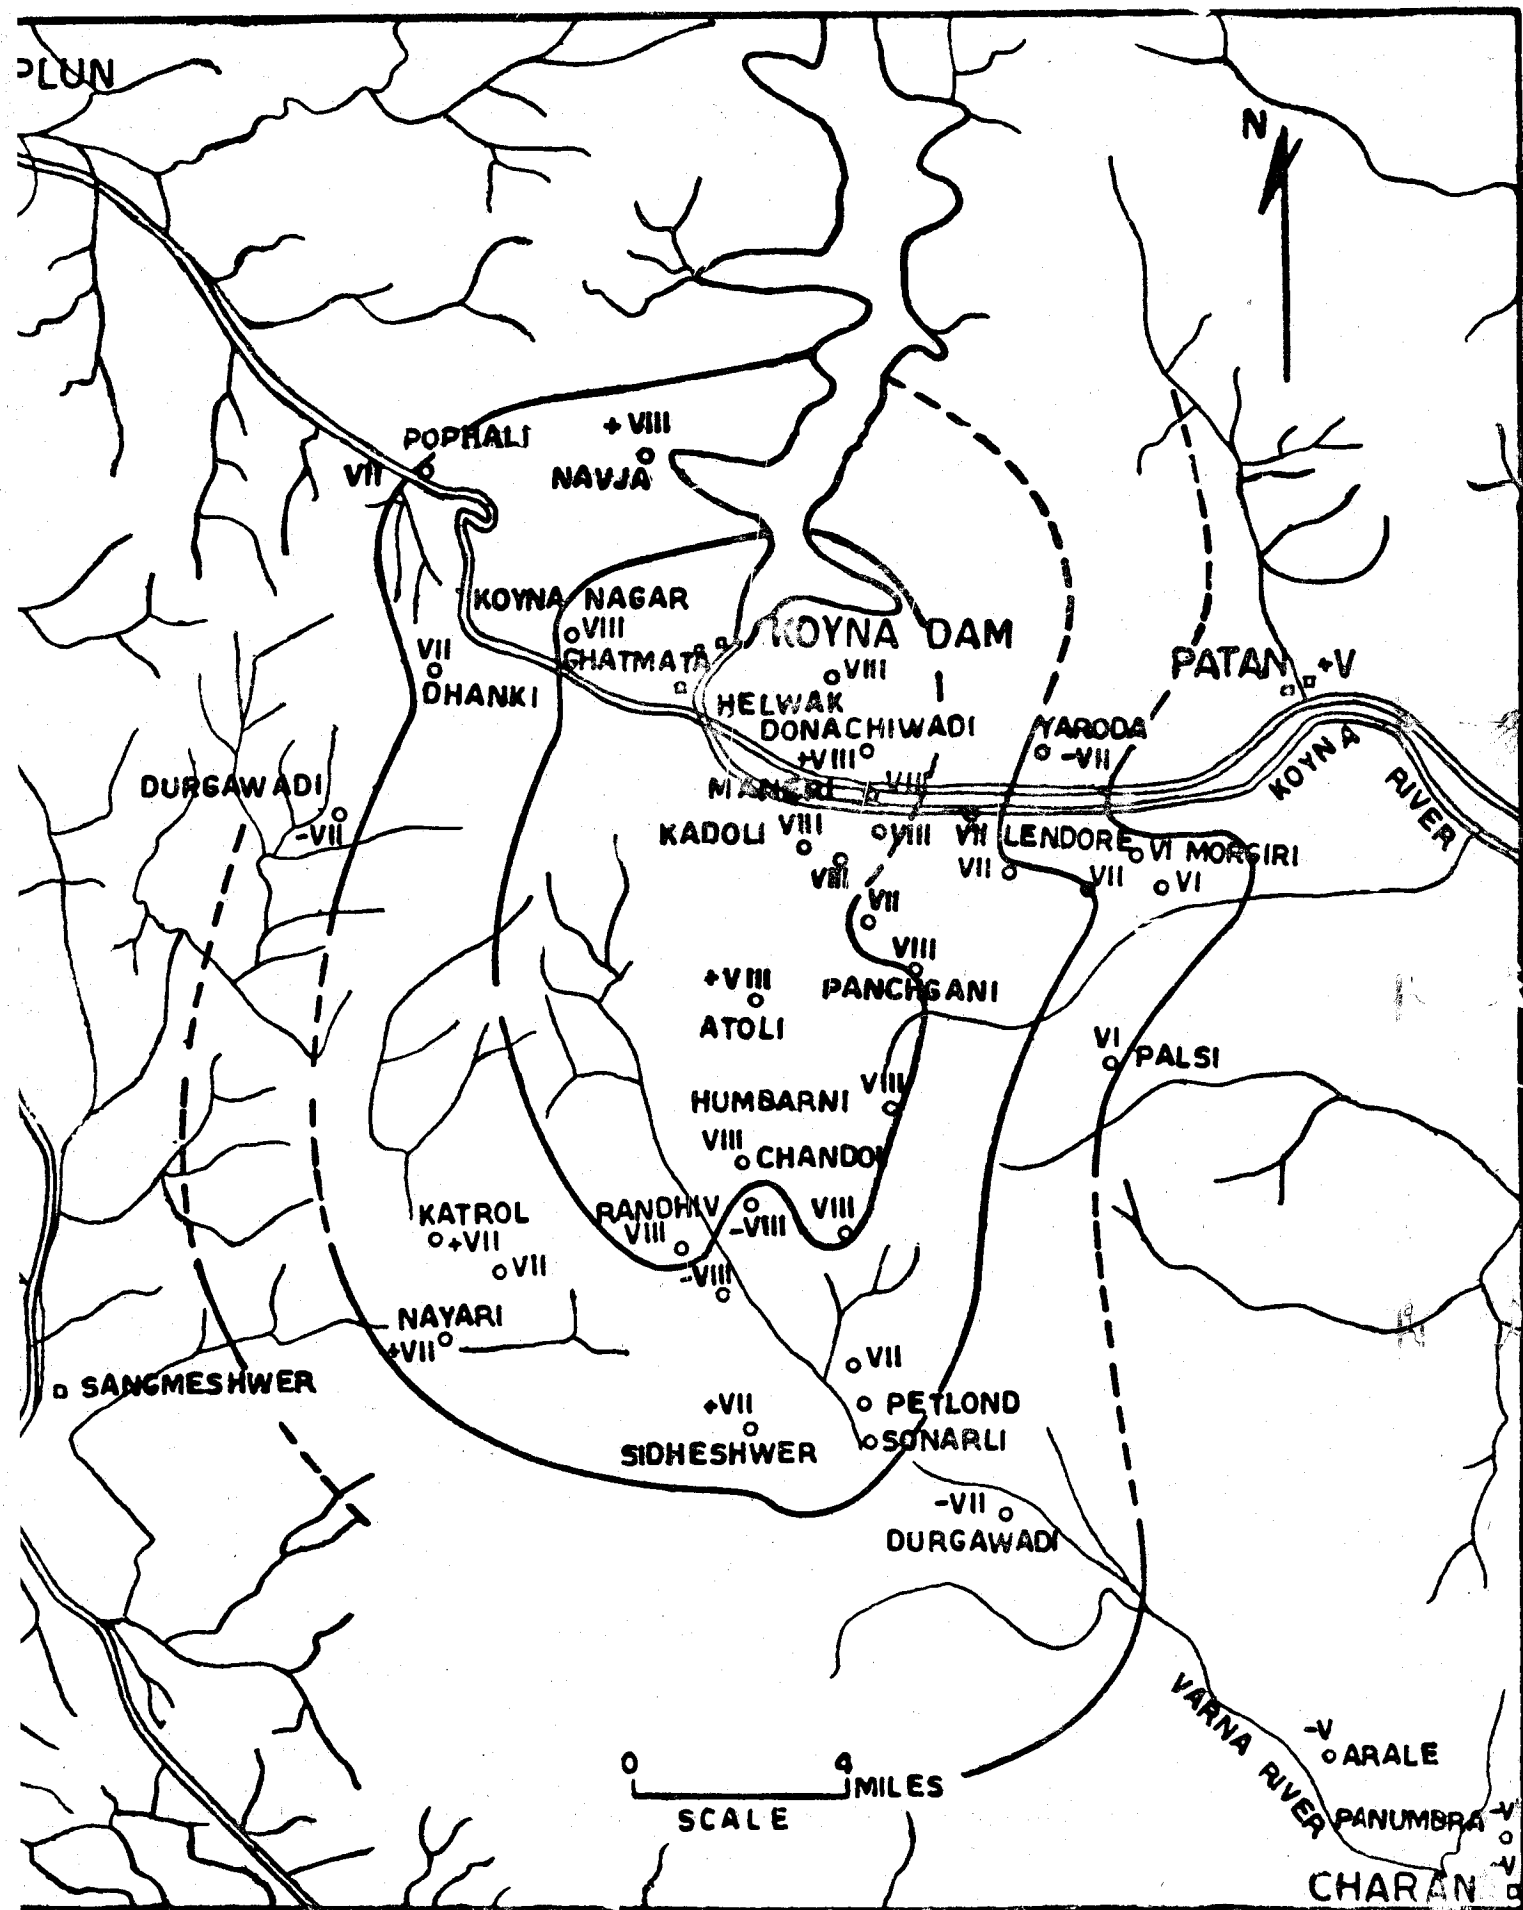 PLUN
N
POPHALI
VII
+ VIII
NAVJA
KOYNA NAGAR
VIII
GHATMATA
KOYNA DAM
VIII
VII
DHANKI
HELWAK
DONACHIWADI
+VIII
PATAN +V
YARODA
-VII
KOYNA RIVER
DURGAWADI
-VII
MANERI VIII
KADOLI VIII
VIII
VIII
VII LENDORE
VII
VII
VI MORGIRI
VI
VII
VIII
PANCHGANI
+VIII
ATOLI
VI
PALSI
HUMBARNI VIII
VIII
CHANDOL
KATROL
+VII
VII
RANDHIV
VIII
-VIII
VIII
-VIII
NAYARI
+VII
SANGMESHWER
VII
PETLOND
SONARLI
+VII
SIDHESHWER
-VII
DURGAWADI
VARNA RIVER
-V
ARALE
0 4 MILES
SCALE
PANUMBRA -V
-V
CHARAN